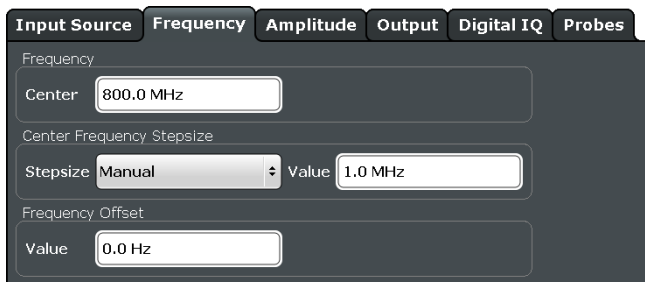 Input Source Frequency Amplitude Output Digital IQ Probes
Frequency
Center 800.0 MHz
Center Frequency Stepsize
Stepsize Manual Value 1.0 MHz
Frequency Offset
Value 0.0 Hz